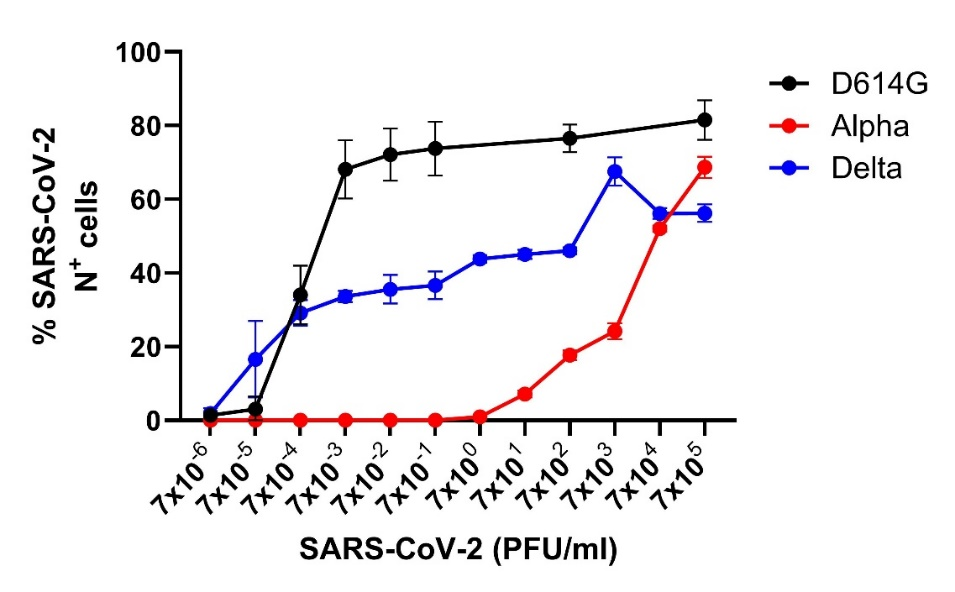 100
80
60
40
20
0
% SARS-CoV-2
N⁺ cells
7x10⁻⁶
7x10⁻⁵
7x10⁻⁴
7x10⁻³
7x10⁻²
7x10⁻¹
7x10⁰
7x10¹
7x10²
7x10³
7x10⁴
7x10⁵
SARS-CoV-2 (PFU/ml)
D614G
Alpha
Delta